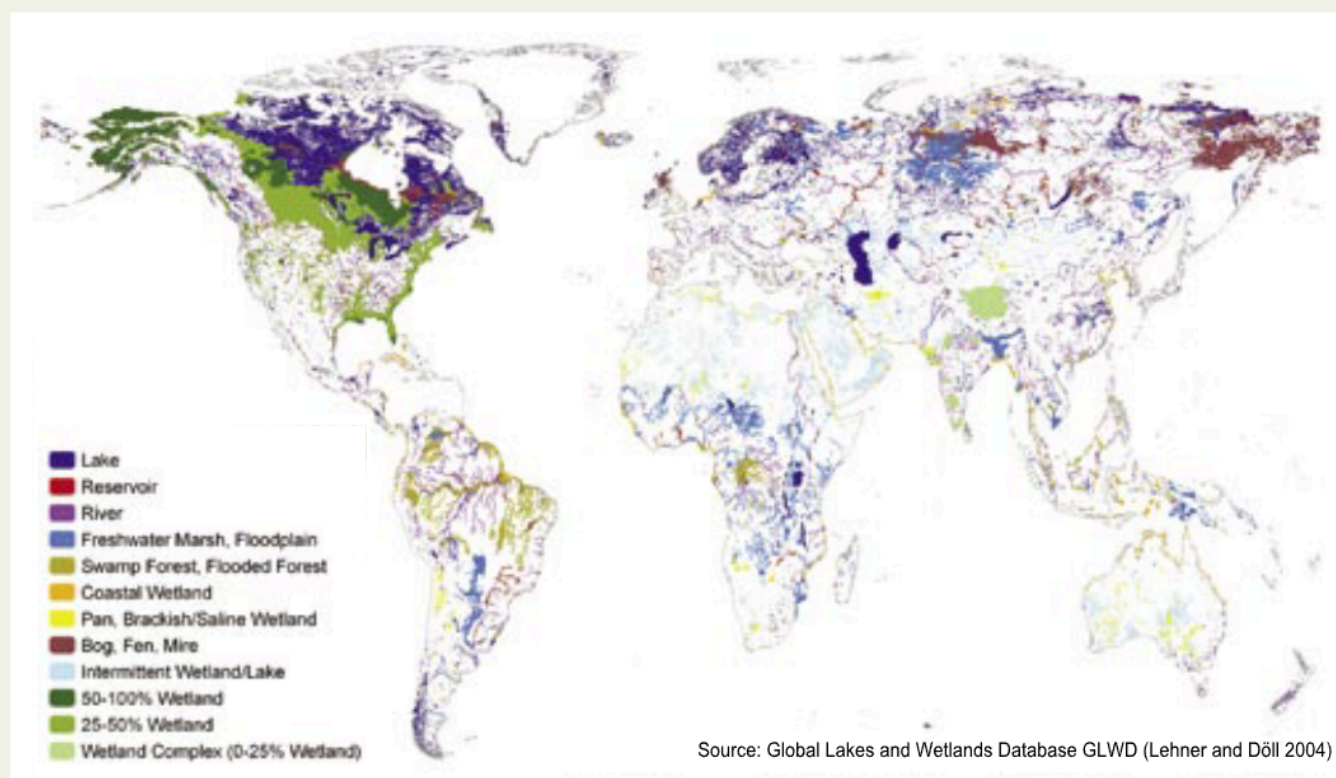 Lake
Reservoir
River
Freshwater Marsh, Floodplain
Swamp Forest, Flooded Forest
Coastal Wetland
Pan, Brackish/Saline Wetland
Bog, Fen, Mire
Intermittent Wetland/Lake
50-100% Wetland
25-50% Wetland
Wetland Complex (0-25% Wetland)
Source: Global Lakes and Wetlands Database GLWD (Lehner and Döll 2004)